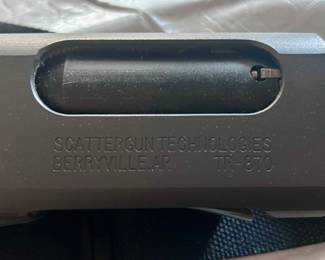 SCATTERGUN TECHNOLOGIES
BERRYVILLE, AR TR-870